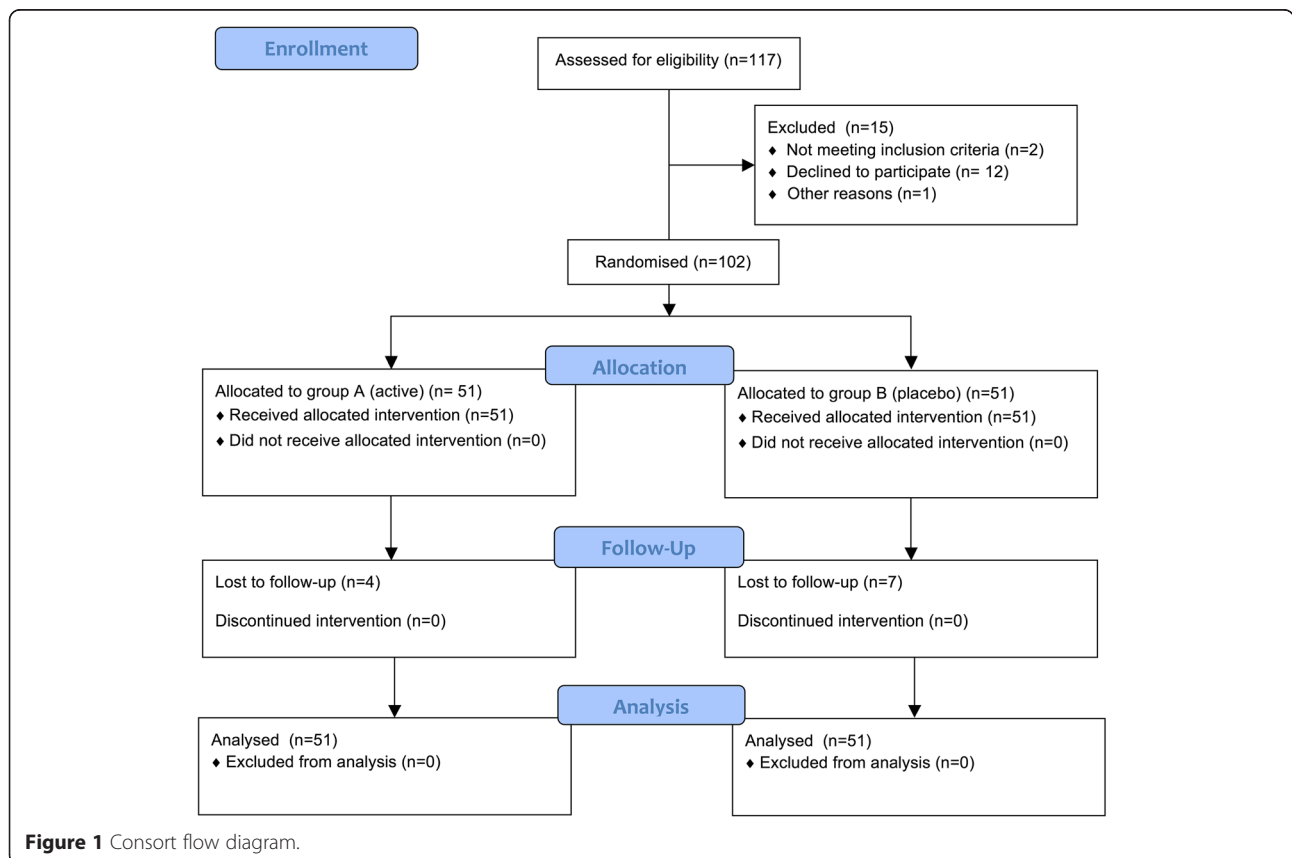 Enrollment
Assessed for eligibility (n=117)
Excluded (n=15)
♦ Not meeting inclusion criteria (n=2)
♦ Declined to participate (n= 12)
♦ Other reasons (n=1)
Randomised (n=102)
Allocation
Allocated to group A (active) (n= 51)
♦ Received allocated intervention (n=51)
♦ Did not receive allocated intervention (n=0)
Allocated to group B (placebo) (n=51)
♦ Received allocated intervention (n=51)
♦ Did not receive allocated intervention (n=0)
Follow-Up
Lost to follow-up (n=4)
Discontinued intervention (n=0)
Lost to follow-up (n=7)
Discontinued intervention (n=0)
Analysis
Analysed (n=51)
♦ Excluded from analysis (n=0)
Analysed (n=51)
♦ Excluded from analysis (n=0)
Figure 1 Consort flow diagram.